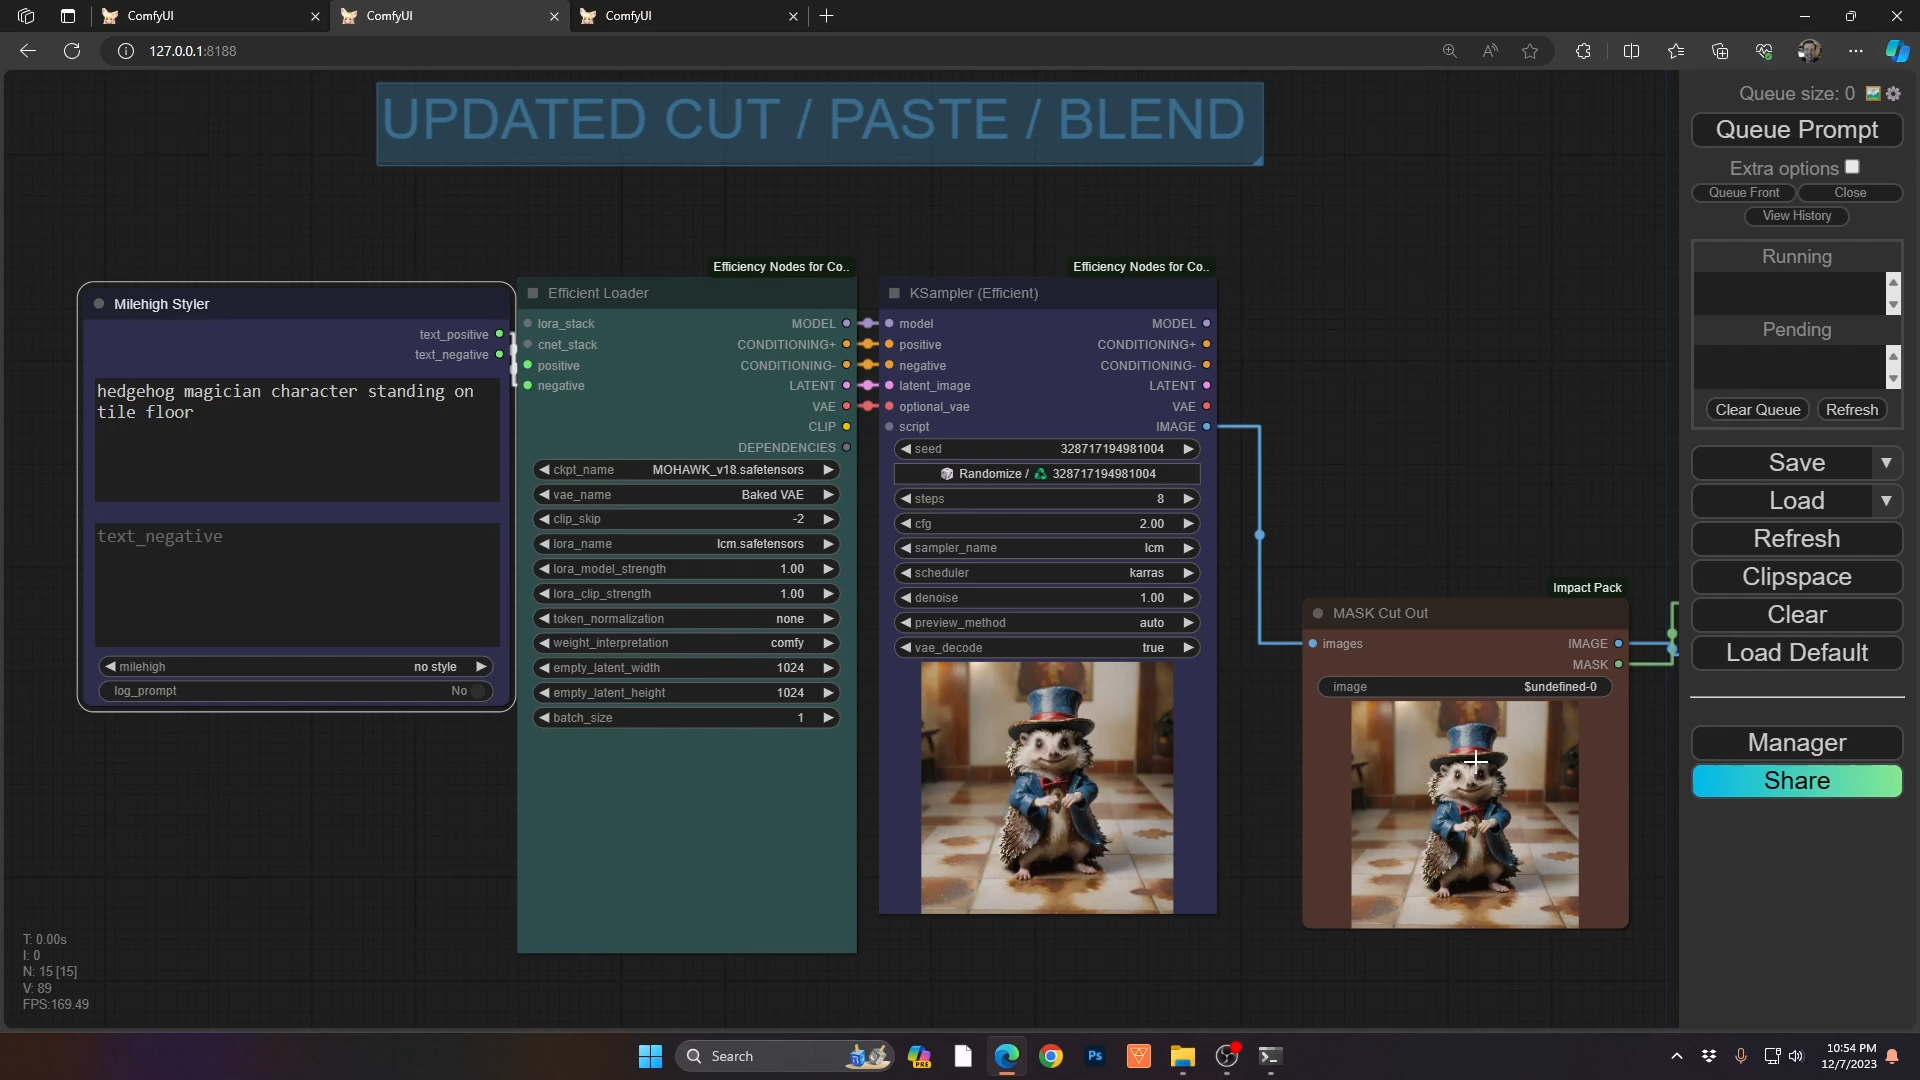 ComfyUI
ComfyUI
ComfyUI
127.0.0.1:8188
UPDATED CUT / PASTE / BLEND
Queue size: 0
Queue Prompt
Extra options
Queue Front
Close
View History
Running
Pending
Clear Queue
Refresh
Save
Load
Refresh
Clipspace
Clear
Load Default
Manager
Share
Milehigh Styler
text_positive
text_negative
hedgehog magician character standing on
tile floor
text_negative
milehigh no style
log_prompt No
Efficiency Nodes for Co..
Efficient Loader
lora_stack MODEL
cnet_stack CONDITIONING+
positive CONDITIONING-
negative LATENT
VAE
CLIP
DEPENDENCIES
ckpt_name MOHAWK_v18.safetensors
vae_name Baked VAE
clip_skip -2
lora_name lcm.safetensors
lora_model_strength 1.00
lora_clip_strength 1.00
token_normalization none
weight_interpretation comfy
empty_latent_width 1024
empty_latent_height 1024
batch_size 1
Efficiency Nodes for Co..
KSampler (Efficient)
model MODEL
positive CONDITIONING+
negative CONDITIONING-
latent_image LATENT
optional_vae VAE
script IMAGE
seed 328717194981004
Randomize / 328717194981004
steps 8
cfg 2.00
sampler_name lcm
scheduler karras
denoise 1.00
preview_method auto
vae_decode true
Impact Pack
MASK Cut Out
images IMAGE
MASK
image $undefined-0
T: 0.00s
I: 0
N: 15 [15]
V: 89
FPS:169.49
Search
PRE
Ps
10:54 PM
12/7/2023